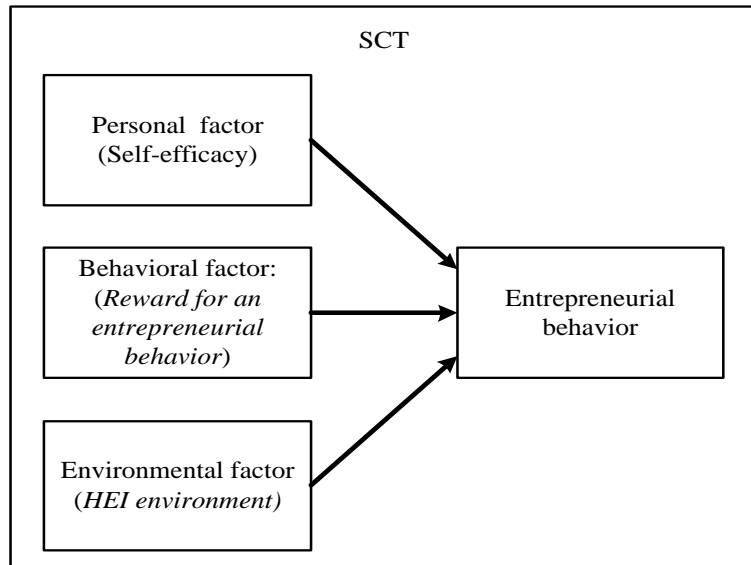 SCT
Personal factor
(Self-efficacy)
Behavioral factor:
(Reward for an
entrepreneurial
behavior)
Entrepreneurial
behavior
Environmental factor
(HEI environment)